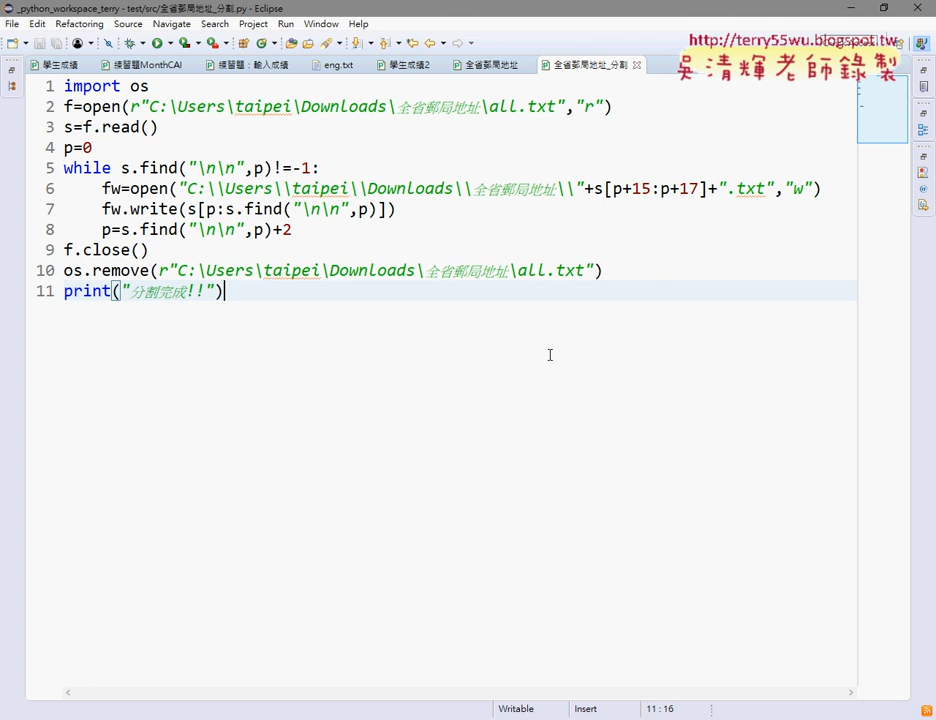 _python_workspace_terry - test/src/全省郵局地址_分割.py - Eclipse
File Edit Refactoring Source Navigate Search Project Run Window Help
http://terry55wu.blogspot.tw
吳清輝老師錄製
學生成績 練習題MonthCAl 練習題：輸入成績 eng.txt 學生成績2 全省郵局地址 全省郵局地址_分割
1 import os
2 f=open(r"C:\Users\taipei\Downloads\全省郵局地址\all.txt","r")
3 s=f.read()
4 p=0
5 while s.find("\n\n",p)!=-1:
6     fw=open("C:\\Users\\taipei\\Downloads\\全省郵局地址\\"+s[p+15:p+17]+".txt","w")
7     fw.write(s[p:s.find("\n\n",p)])
8     p=s.find("\n\n",p)+2
9 f.close()
10 os.remove(r"C:\Users\taipei\Downloads\全省郵局地址\all.txt")
11 print("分割完成!!")
Writable Insert 11 : 16